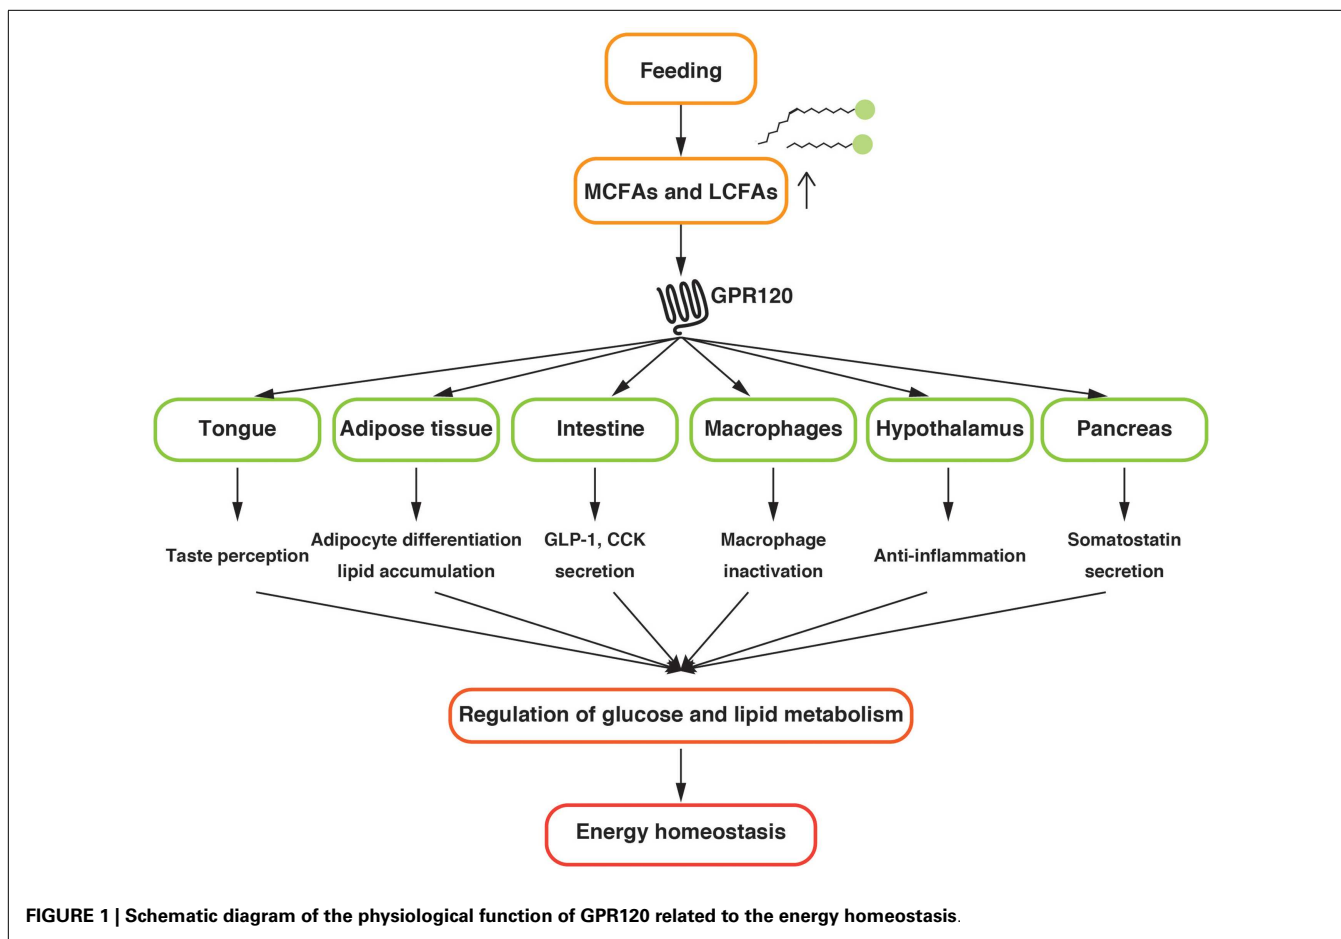 Feeding
MCFAs and LCFAs
GPR120
Tongue
Adipose tissue
Intestine
Macrophages
Hypothalamus
Pancreas
Taste perception
Adipocyte differentiation
lipid accumulation
GLP-1, CCK
secretion
Macrophage
inactivation
Anti-inflammation
Somatostatin
secretion
Regulation of glucose and lipid metabolism
Energy homeostasis
FIGURE 1 | Schematic diagram of the physiological function of GPR120 related to the energy homeostasis.